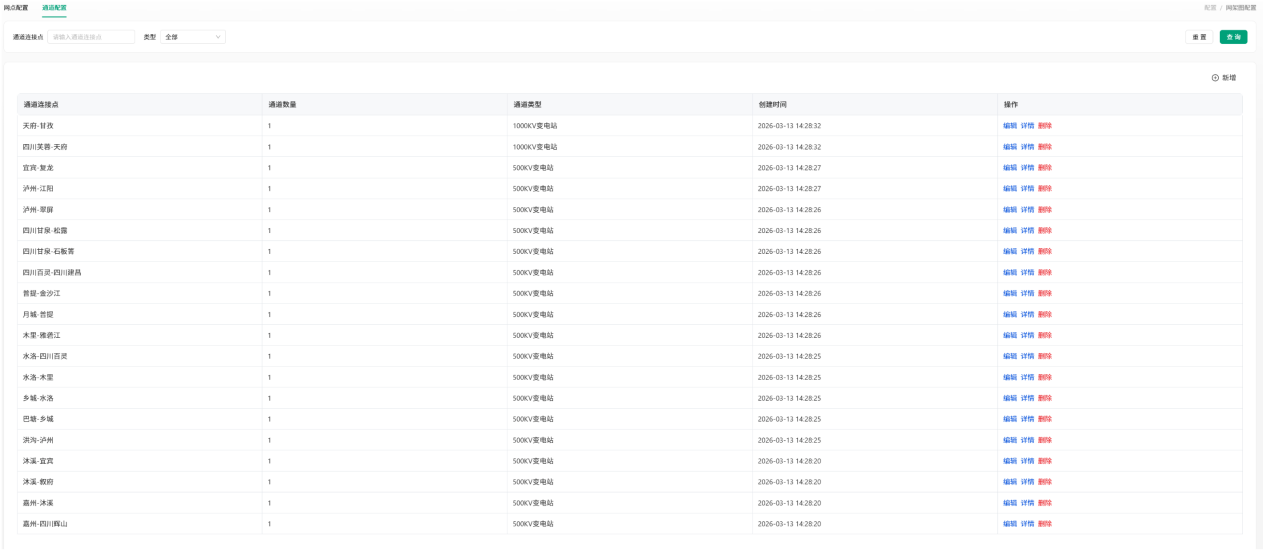 网点配置 通道配置 配置 / 网架图配置
通道连接点 请输入通道连接点 类型 全部 重置 查询
新增
通道连接点 通道数量 通道类型 创建时间 操作
天府-甘孜 1 1000KV变电站 2026-03-13 14:28:32 编辑 详情 删除
四川芙蓉-天府 1 1000KV变电站 2026-03-13 14:28:32 编辑 详情 删除
宜宾-复龙 1 500KV变电站 2026-03-13 14:28:27 编辑 详情 删除
泸州-江阳 1 500KV变电站 2026-03-13 14:28:27 编辑 详情 删除
泸州-翠屏 1 500KV变电站 2026-03-13 14:28:26 编辑 详情 删除
四川甘泉-松露 1 500KV变电站 2026-03-13 14:28:26 编辑 详情 删除
四川甘泉-石板箐 1 500KV变电站 2026-03-13 14:28:26 编辑 详情 删除
四川百灵-四川建昌 1 500KV变电站 2026-03-13 14:28:26 编辑 详情 删除
普提-金沙江 1 500KV变电站 2026-03-13 14:28:26 编辑 详情 删除
月城-普提 1 500KV变电站 2026-03-13 14:28:26 编辑 详情 删除
木里-雅砻江 1 500KV变电站 2026-03-13 14:28:26 编辑 详情 删除
水洛-四川百灵 1 500KV变电站 2026-03-13 14:28:25 编辑 详情 删除
水洛-木里 1 500KV变电站 2026-03-13 14:28:25 编辑 详情 删除
乡城-水洛 1 500KV变电站 2026-03-13 14:28:25 编辑 详情 删除
巴塘-乡城 1 500KV变电站 2026-03-13 14:28:25 编辑 详情 删除
洪沟-泸州 1 500KV变电站 2026-03-13 14:28:25 编辑 详情 删除
沐溪-宜宾 1 500KV变电站 2026-03-13 14:28:20 编辑 详情 删除
沐溪-叙府 1 500KV变电站 2026-03-13 14:28:20 编辑 详情 删除
嘉州-沐溪 1 500KV变电站 2026-03-13 14:28:20 编辑 详情 删除
嘉州-四川辉山 1 500KV变电站 2026-03-13 14:28:20 编辑 详情 删除